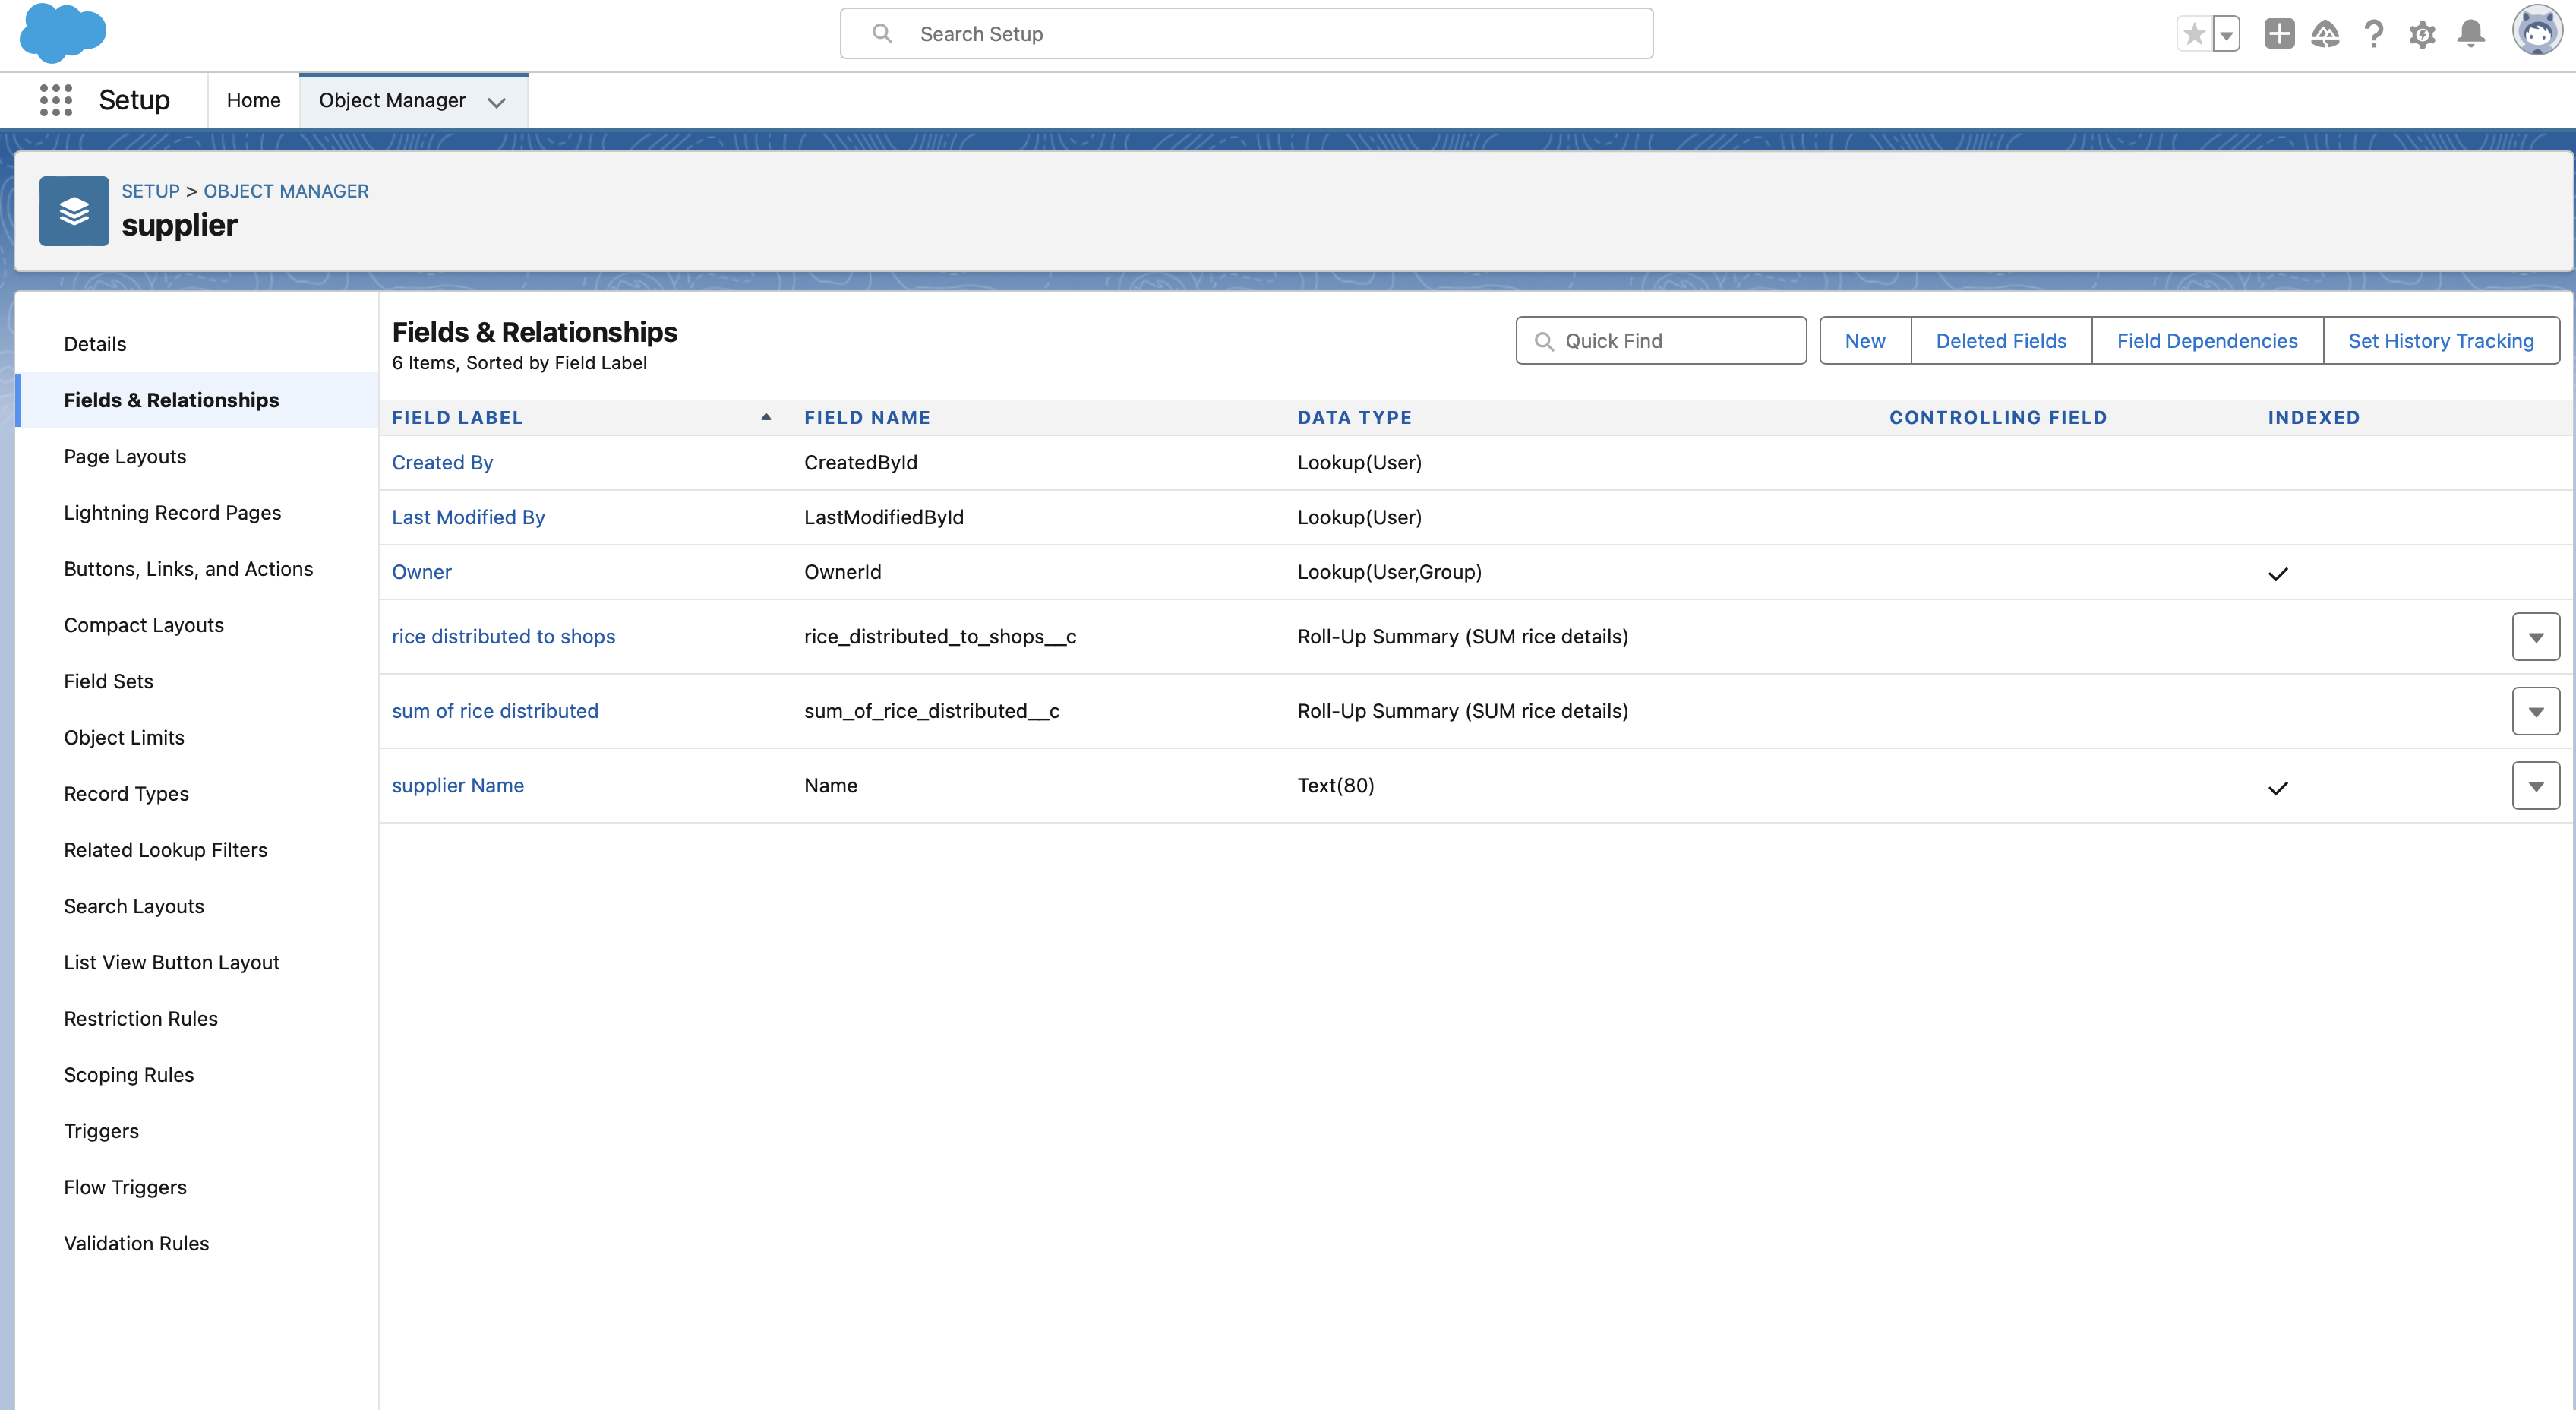 Search Setup
Setup
Home
Object Manager
SETUP > OBJECT MANAGER
supplier
Details
Fields & Relationships
Page Layouts
Lightning Record Pages
Buttons, Links, and Actions
Compact Layouts
Field Sets
Object Limits
Record Types
Related Lookup Filters
Search Layouts
List View Button Layout
Restriction Rules
Scoping Rules
Triggers
Flow Triggers
Validation Rules
Fields & Relationships
6 Items, Sorted by Field Label
Quick Find
New
Deleted Fields
Field Dependencies
Set History Tracking
FIELD LABEL FIELD NAME DATA TYPE CONTROLLING FIELD INDEXED
Created By CreatedById Lookup(User)
Last Modified By LastModifiedById Lookup(User)
Owner OwnerId Lookup(User,Group)
rice distributed to shops rice_distributed_to_shops__c Roll-Up Summary (SUM rice details)
sum of rice distributed sum_of_rice_distributed__c Roll-Up Summary (SUM rice details)
supplier Name Name Text(80)